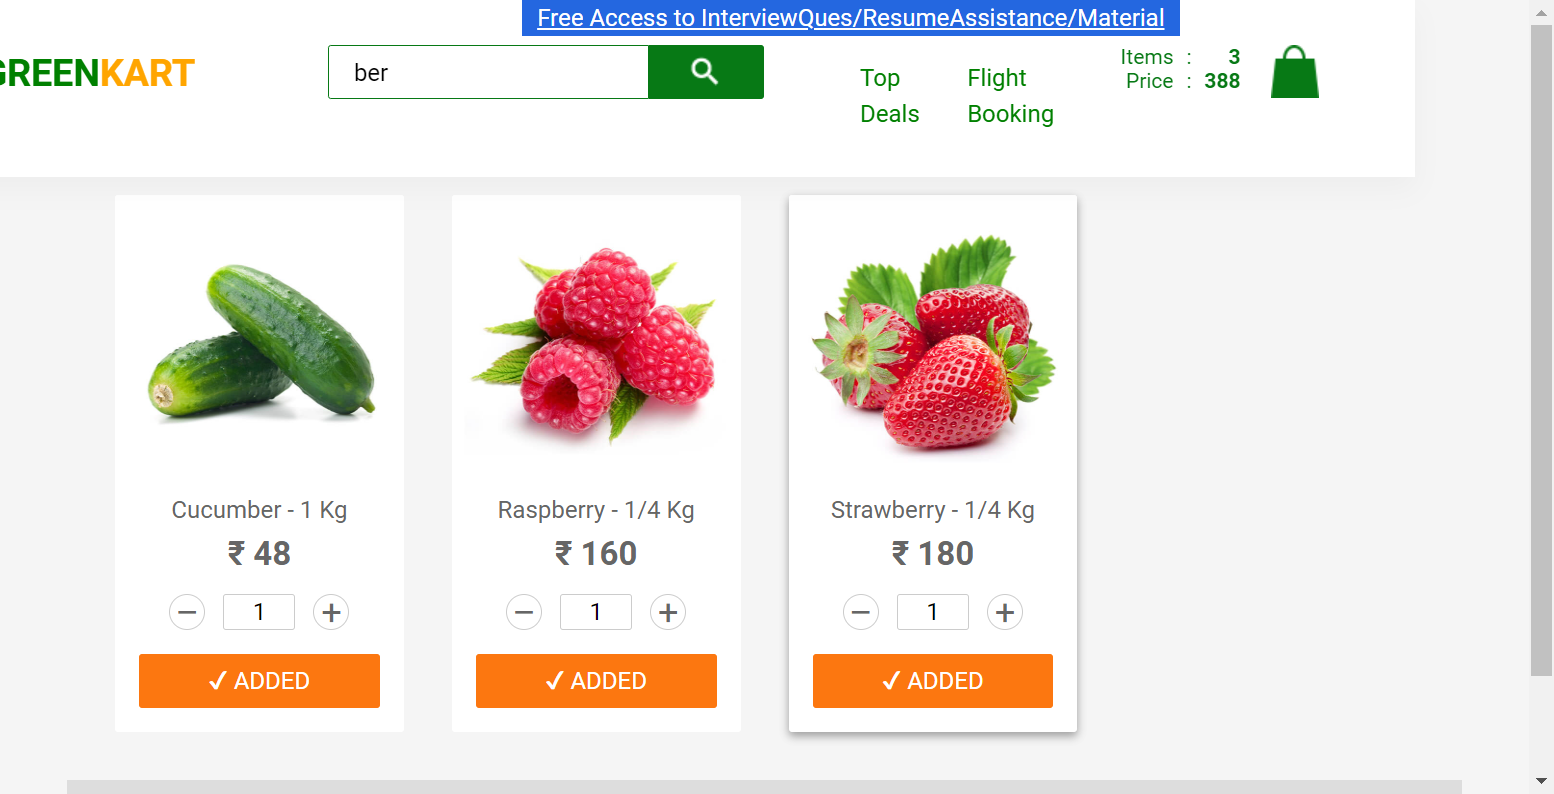 Free Access to InterviewQues/ResumeAssistance/Material
GREENKART
ber
Top Deals
Flight Booking
Items : 3
Price : 388
Cucumber - 1 Kg
₹ 48
− 1 +
✓ ADDED
Raspberry - 1/4 Kg
₹ 160
− 1 +
✓ ADDED
Strawberry - 1/4 Kg
₹ 180
− 1 +
✓ ADDED